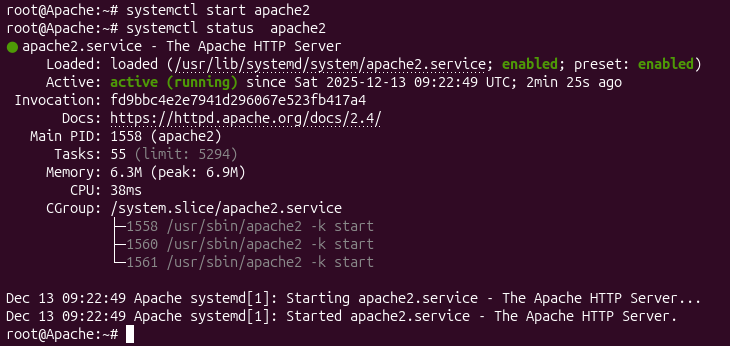 root@Apache:~# systemctl start apache2
root@Apache:~# systemctl status  apache2
● apache2.service - The Apache HTTP Server
     Loaded: loaded (/usr/lib/systemd/system/apache2.service; enabled; preset: enabled)
     Active: active (running) since Sat 2025-12-13 09:22:49 UTC; 2min 25s ago
 Invocation: fd9bbc4e2e7941d296067e523fb417a4
       Docs: https://httpd.apache.org/docs/2.4/
   Main PID: 1558 (apache2)
      Tasks: 55 (limit: 5294)
     Memory: 6.3M (peak: 6.9M)
        CPU: 38ms
     CGroup: /system.slice/apache2.service
             ├─1558 /usr/sbin/apache2 -k start
             ├─1560 /usr/sbin/apache2 -k start
             └─1561 /usr/sbin/apache2 -k start

Dec 13 09:22:49 Apache systemd[1]: Starting apache2.service - The Apache HTTP Server...
Dec 13 09:22:49 Apache systemd[1]: Started apache2.service - The Apache HTTP Server.
root@Apache:~#